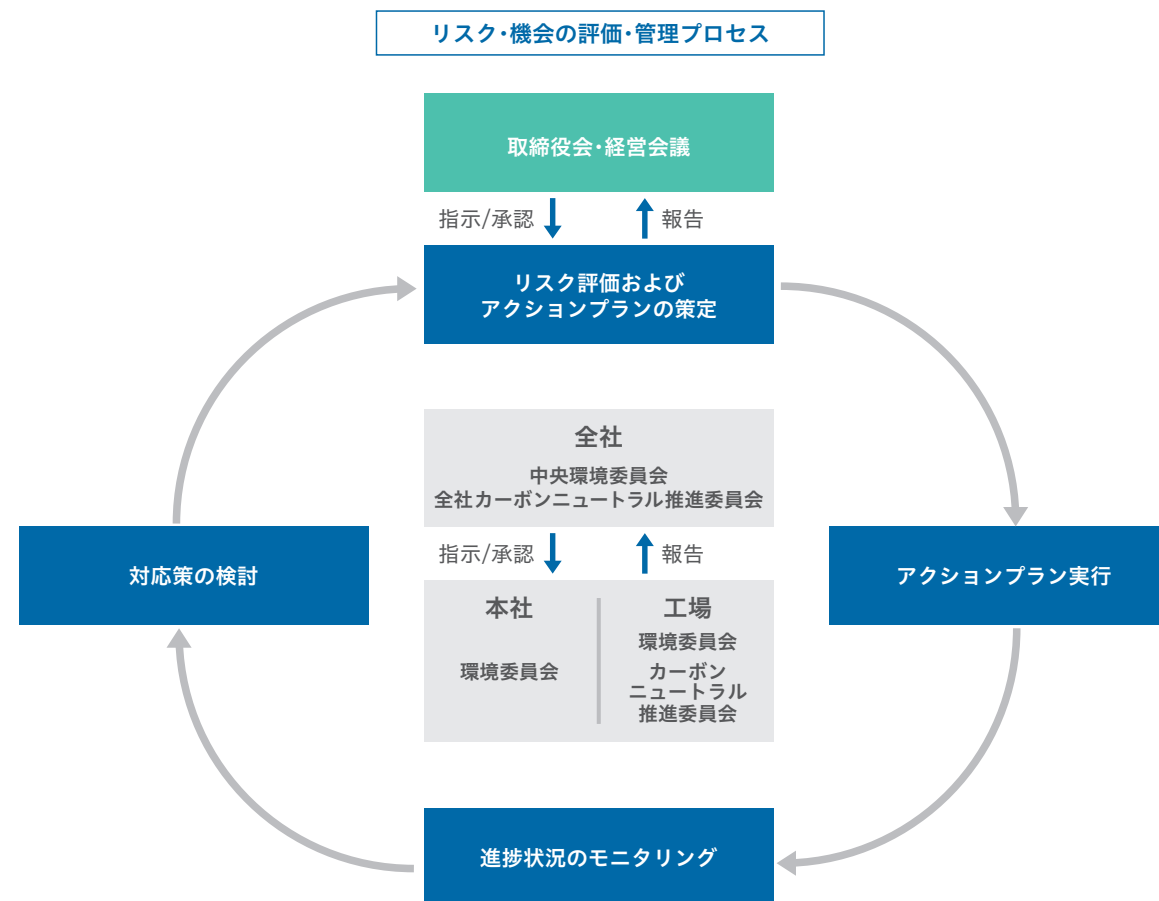 リスク・機会の評価・管理プロセス
取締役会・経営会議
指示/承認
報告
リスク評価および
アクションプランの策定
全社
中央環境委員会
全社カーボンニュートラル推進委員会
指示/承認
報告
対応策の検討
アクションプラン実行
本社
環境委員会
工場
環境委員会
カーボン
ニュートラル
推進委員会
進捗状況のモニタリング